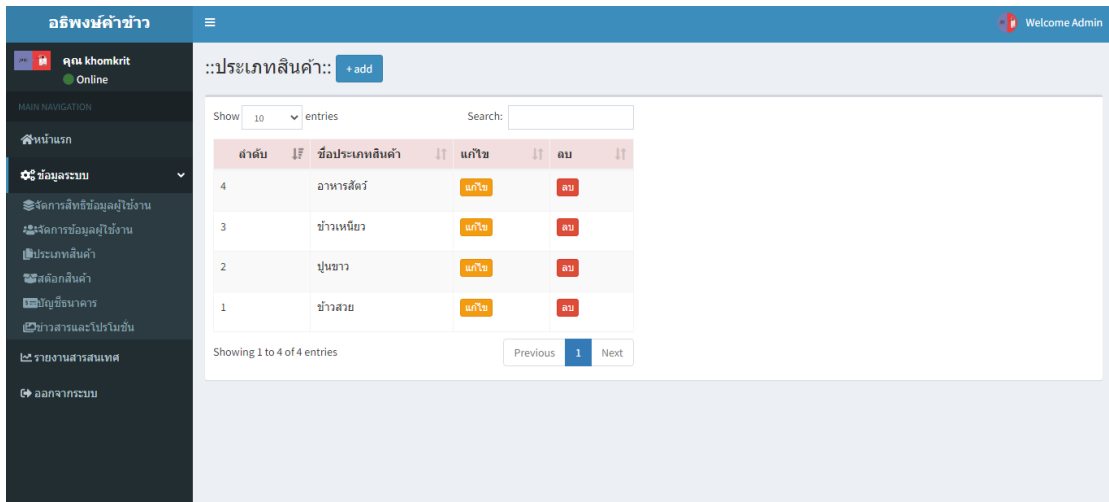 อธิพงษ์ค้าข้าว
Welcome Admin
คุณ khomkrit
Online
MAIN NAVIGATION
หน้าแรก
ข้อมูลระบบ
จัดการสิทธิข้อมูลผู้ใช้งาน
จัดการข้อมูลผู้ใช้งาน
ประเภทสินค้า
สต๊อกสินค้า
บัญชีธนาคาร
ข่าวสารและโปรโมชั่น
รายงานสารสนเทศ
ออกจากระบบ
::ประเภทสินค้า:: +add
Show 10 entries Search:
ลำดับ ชื่อประเภทสินค้า แก้ไข ลบ
4 อาหารสัตว์ แก้ไข ลบ
3 ข้าวเหนียว แก้ไข ลบ
2 ปูนขาว แก้ไข ลบ
1 ข้าวสวย แก้ไข ลบ
Showing 1 to 4 of 4 entries Previous 1 Next